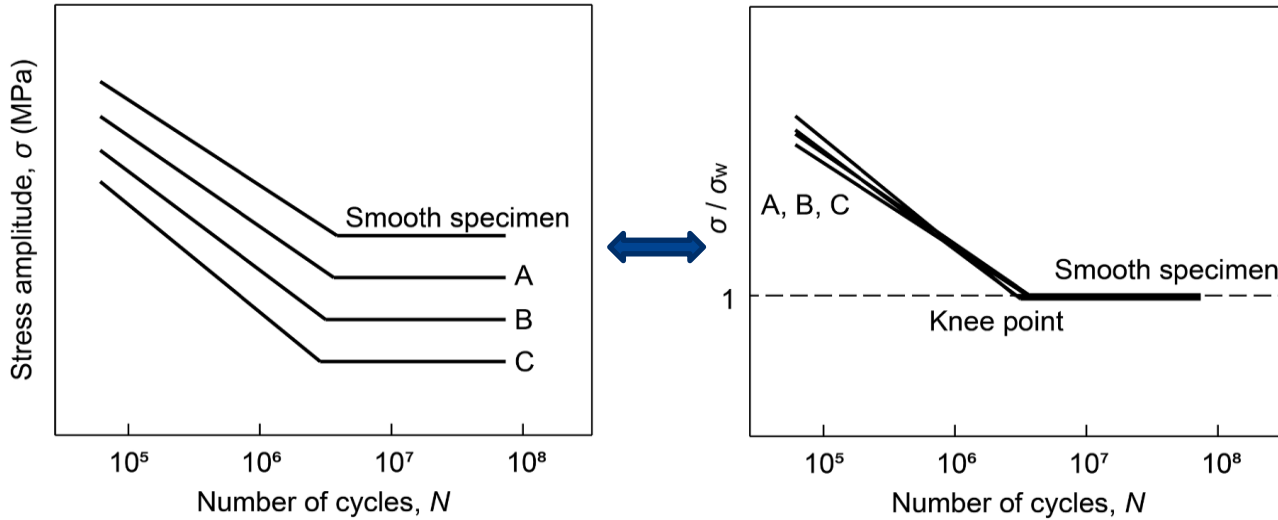 Stress amplitude, σ (MPa)
Smooth specimen
A
B
C
10⁵ 10⁶ 10⁷ 10⁸
Number of cycles, N
σ / σw
A, B, C
Smooth specimen
1
Knee point
10⁵ 10⁶ 10⁷ 10⁸
Number of cycles, N